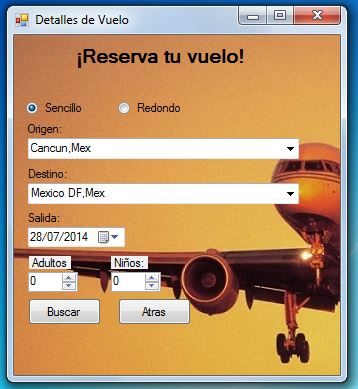 Detalles de Vuelo
¡Reserva tu vuelo!
Sencillo Redondo
Origen:
Cancun,Mex
Destino:
Mexico DF,Mex
Salida:
28/07/2014
Adultos Niños:
0 0
Buscar Atras